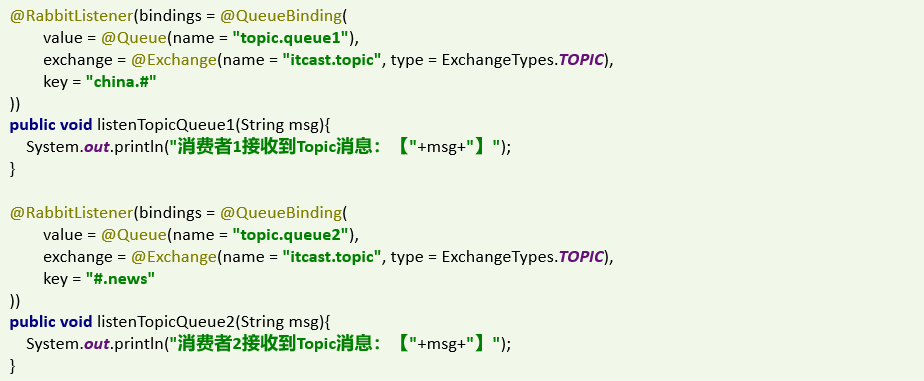 @RabbitListener(bindings = @QueueBinding(
value = @Queue(name = "topic.queue1"),
exchange = @Exchange(name = "itcast.topic", type = ExchangeTypes.TOPIC),
key = "china.#"
))
public void listenTopicQueue1(String msg){
System.out.println("消费者1接收到Topic消息：【"+msg+"】");
}
@RabbitListener(bindings = @QueueBinding(
value = @Queue(name = "topic.queue2"),
exchange = @Exchange(name = "itcast.topic", type = ExchangeTypes.TOPIC),
key = "#.news"
))
public void listenTopicQueue2(String msg){
System.out.println("消费者2接收到Topic消息：【"+msg+"】");
}